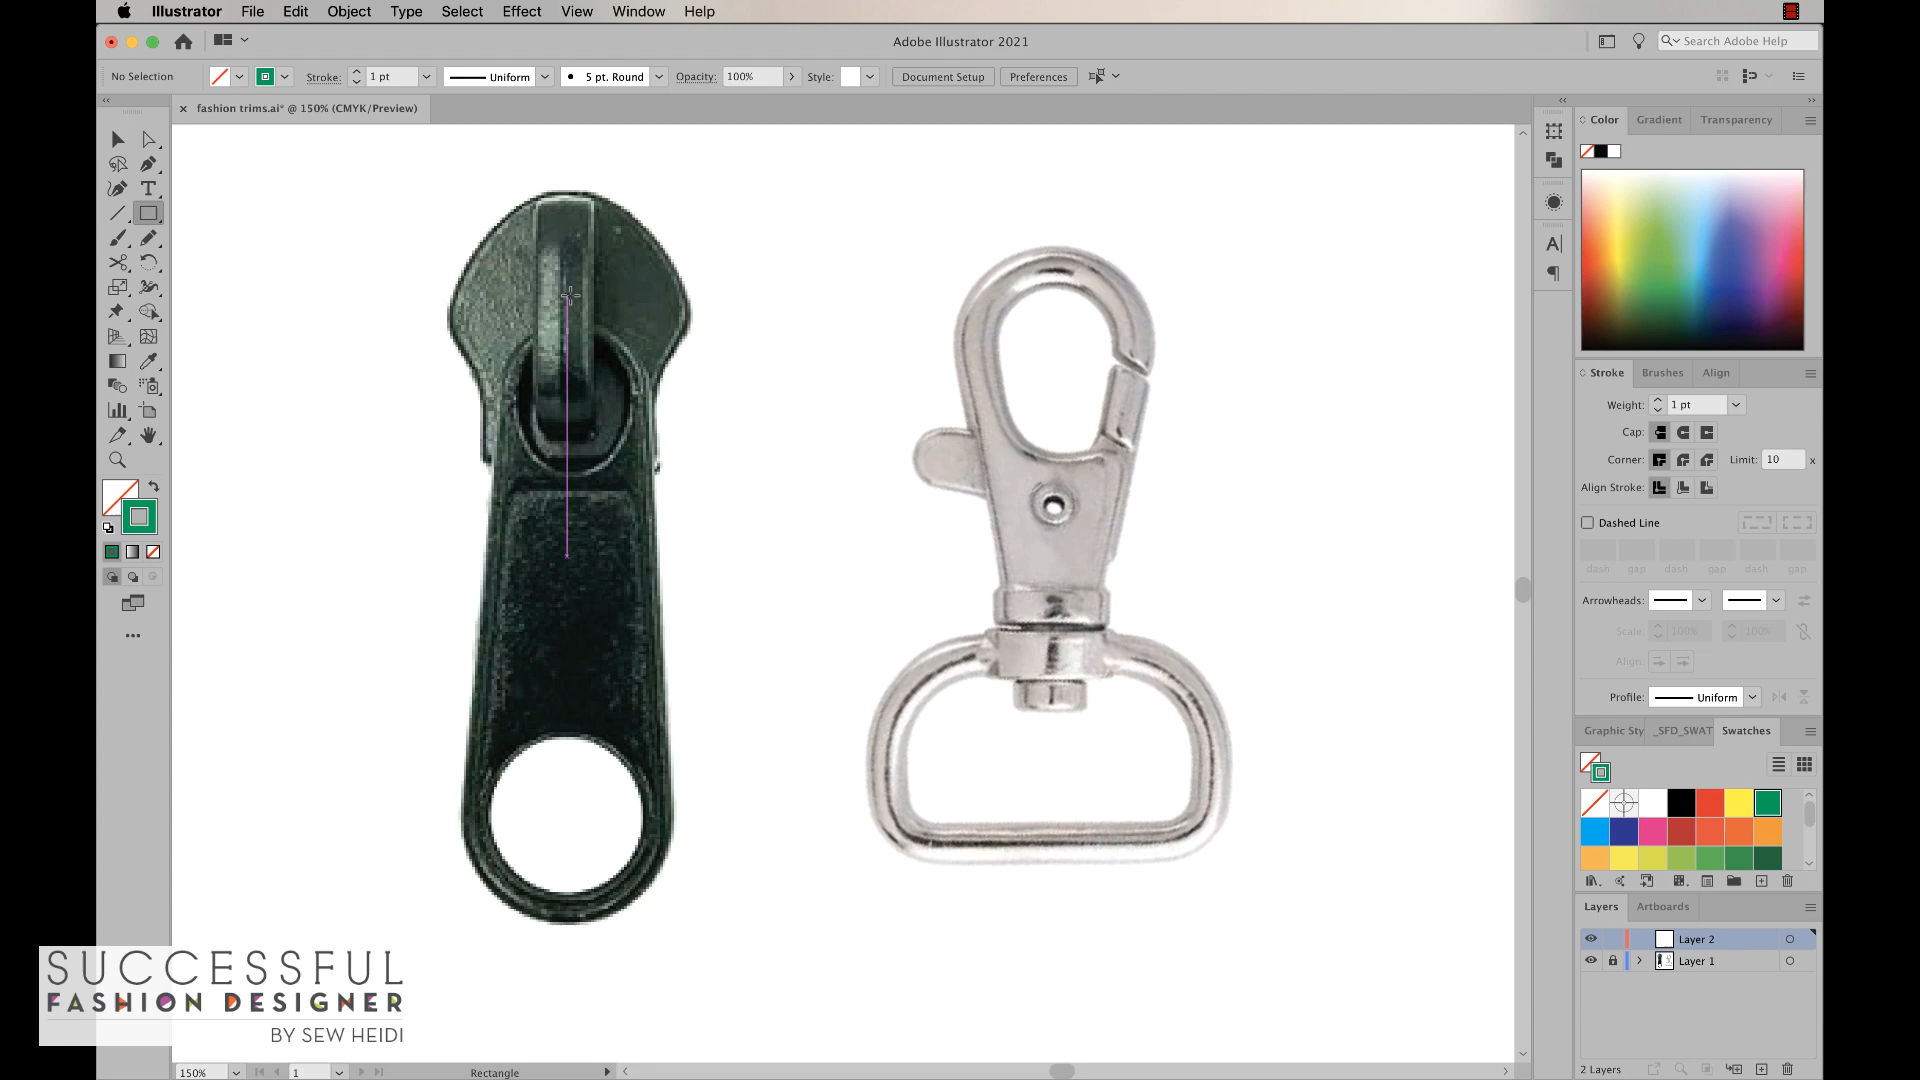 Illustrator File Edit Object Type Select Effect View Window Help
Adobe Illustrator 2021
Search Adobe Help
No Selection
Stroke:
1 pt
Uniform
5 pt. Round
Opacity:
100%
Style:
Document Setup
Preferences
fashion trims.ai* @ 150% (CMYK/Preview)
Color
Gradient
Transparency
Stroke
Brushes
Align
Weight:
1 pt
Cap:
Corner:
Limit:
10
x
Align Stroke:
Dashed Line
dash gap dash gap dash gap
Arrowheads:
Scale:
100%
100%
Align:
Profile:
Uniform
Graphic Sty
_SFD_SWAT
Swatches
Layers
Artboards
Layer 2
Layer 1
2 Layers
SUCCESSFUL
FASHION DESIGNER
BY SEW HEIDI
150%
1
Rectangle